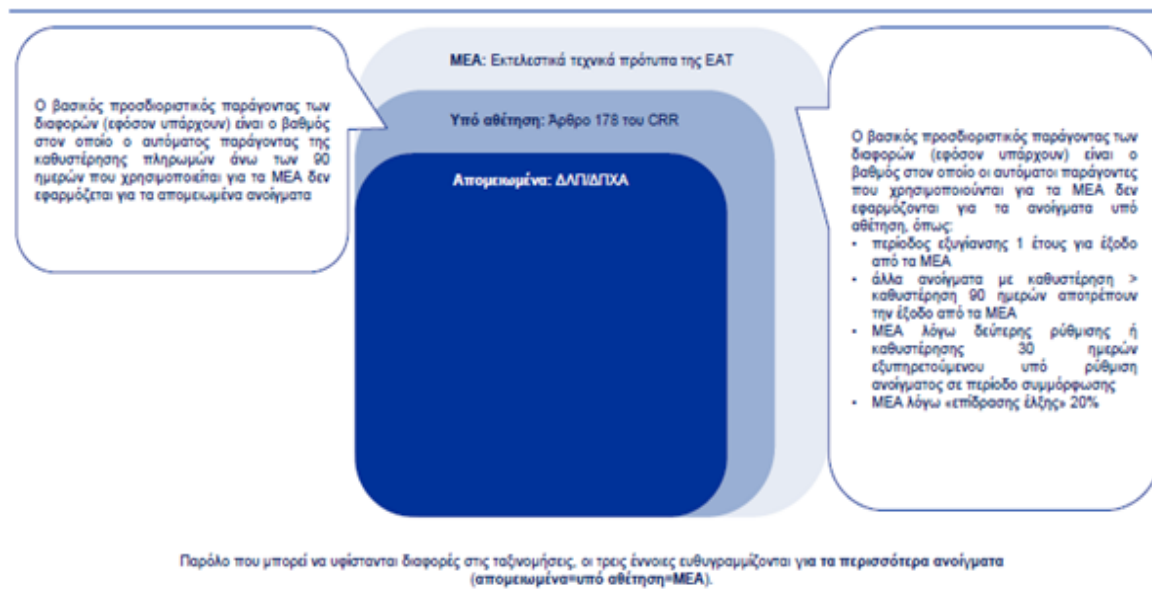 ΜΕΑ: Εκτελεστικά τεχνικά πρότυπα της ΕΑΤ
Υπό αθέτηση: Άρθρο 178 του CRR
Απομειωμένα: ΔΛΠ/ΔΠΧΑ
Ο βασικός προσδιοριστικός παράγοντας των
διαφορών (εφόσον υπάρχουν) είναι ο βαθμός
στον οποίο ο αυτόματος παράγοντας της
καθυστέρησης πληρωμών άνω των 90
ημερών που χρησιμοποιείται για τα ΜΕΑ δεν
εφαρμόζεται για τα απομειωμένα ανοίγματα
Ο βασικός προσδιοριστικός παράγοντας των
διαφορών (εφόσον υπάρχουν) είναι ο
βαθμός στον οποίο οι αυτόματοι παράγοντες
που χρησιμοποιούνται για τα ΜΕΑ δεν
εφαρμόζονται για τα ανοίγματα υπό
αθέτηση, όπως:
• περίοδος εξυγίανσης 1 έτους για έξοδο
από τα ΜΕΑ
• άλλα ανοίγματα με καθυστέρηση >
καθυστέρηση 90 ημερών αποτρέπουν
την έξοδο από τα ΜΕΑ
• ΜΕΑ λόγω δεύτερης ρύθμισης ή
καθυστέρησης 30 ημερών
εξυπηρετούμενου υπό ρύθμιση
ανοίγματος σε περίοδο συμμόρφωσης
• ΜΕΑ λόγω «επίδρασης έλξης» 20%
Παρόλο που μπορεί να υφίστανται διαφορές στις ταξινομήσεις, οι τρεις έννοιες ευθυγραμμίζονται για τα περισσότερα ανοίγματα
(απομειωμένα=υπό αθέτηση=ΜΕΑ).